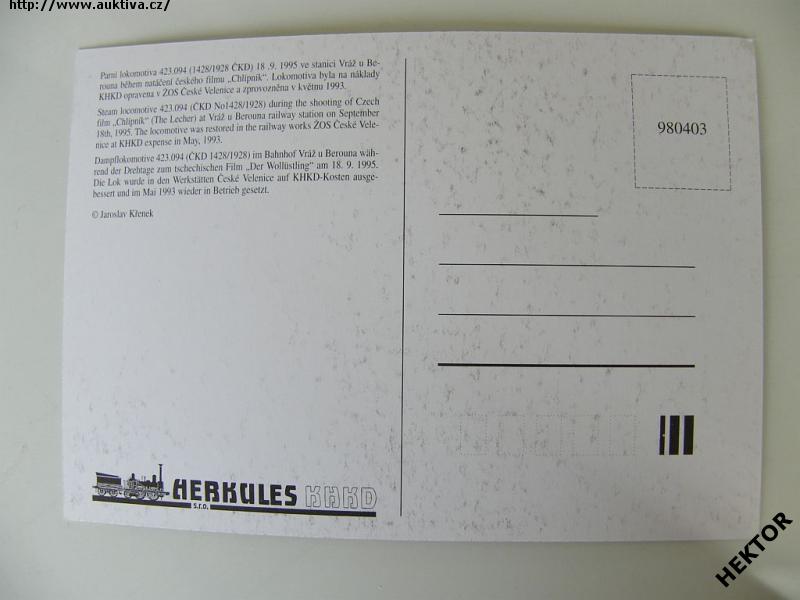 http://www.auktiva.cz/
Parní lokomotiva 423.094 (1428/1928 ČKD) 18 .9. 1995 ve stanici Vráž u Be-
rouna během natáčení českého filmu „Chlípník“. Lokomotiva byla na náklady
KHKD opravena v ŽOS České Velenice a zprovozněna v květnu 1993.
Steam locomotive 423.094 (ČKD No1428/1928) during the shooting of Czech
film „Chlípník“ (The Lecher) at Vráž u Berouna railway station on September
18th, 1995. The locomotive was restored in the railway works ŽOS České Vele-
nice at KHKD expense in May, 1993.
Dampflokomotive 423.094 (ČKD 1428/1928) im Bahnhof Vráž u Berouna wäh-
rend der Drehtage zum tschechischen Film „Der Wollüstling“ am 18. 9. 1995.
Die Lok wurde in den Werkstätten České Velenice auf KHKD-Kosten ausge-
bessert und im Mai 1993 wieder in Betrieb gesetzt.
© Jaroslav Křenek
980403
HERKULES KHKD
s.r.o.
HEKTOR